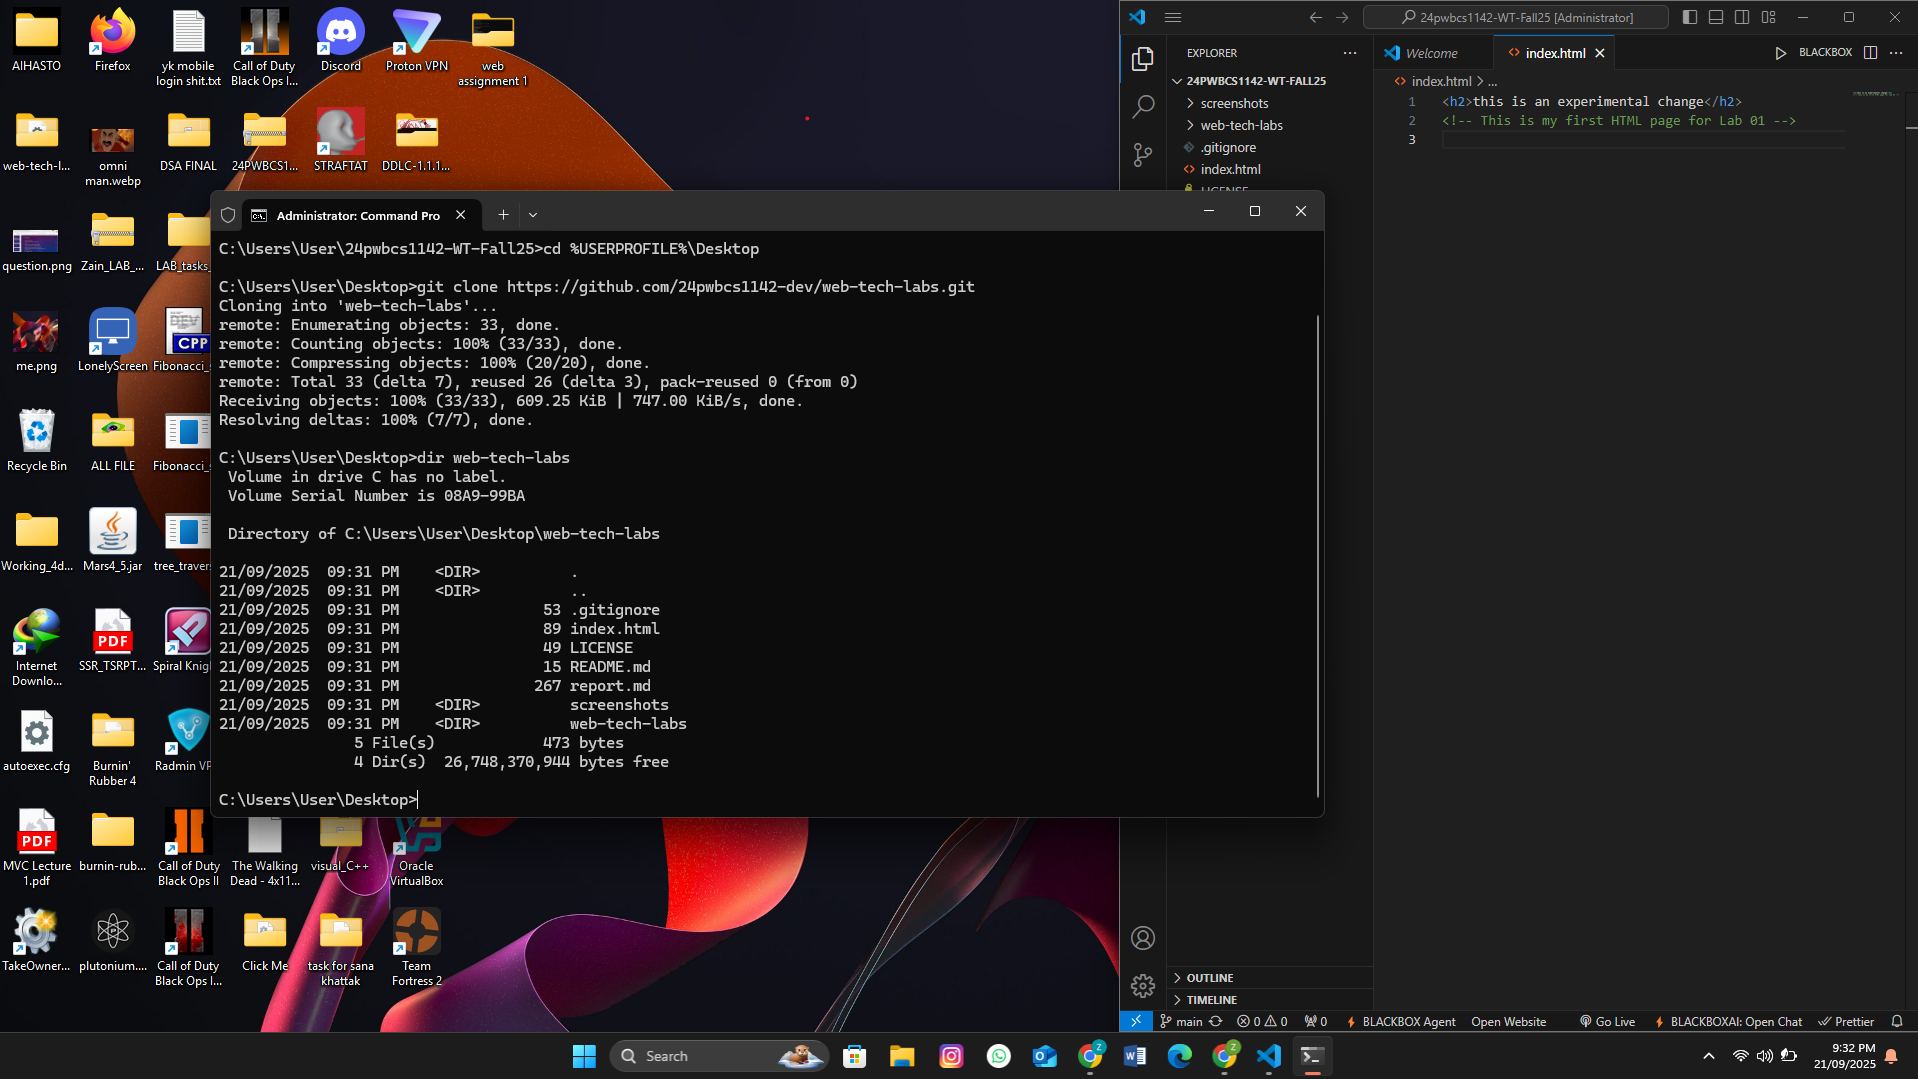 AIHASTO
Firefox
yk mobile
login shit.txt
Call of Duty
Black Ops I...
Discord
Proton VPN
web
assignment 1
web-tech-l...
omni
man.webp
DSA FINAL
24PWBCS1...
STRAFTAT
DDLC-1.1.1...
question.png
Zain_LAB_...
LAB_tasks_
me.png
LonelyScreen
CPP
Fibonacci_
Recycle Bin
ALL FILE
Fibonacci_
Working_4d...
Mars4_5.jar
tree_travers
Internet
Downlo...
PDF
SSR_TSRPT...
Spiral Knig
autoexec.cfg
Burnin'
Rubber 4
Radmin VP
PDF
MVC Lecture
1.pdf
burnin-rub...
Call of Duty
Black Ops II
The Walking
Dead - 4x11...
visual_C++
Oracle
VirtualBox
TakeOwner...
plutonium....
Call of Duty
Black Ops I...
Click Me
task for sana
khattak
Team
Fortress 2
Administrator: Command Pro
C:\Users\User\24pwbcs1142-WT-Fall25>cd %USERPROFILE%\Desktop
C:\Users\User\Desktop>git clone https://github.com/24pwbcs1142-dev/web-tech-labs.git
Cloning into 'web-tech-labs'...
remote: Enumerating objects: 33, done.
remote: Counting objects: 100% (33/33), done.
remote: Compressing objects: 100% (20/20), done.
remote: Total 33 (delta 7), reused 26 (delta 3), pack-reused 0 (from 0)
Receiving objects: 100% (33/33), 609.25 KiB | 747.00 KiB/s, done.
Resolving deltas: 100% (7/7), done.
C:\Users\User\Desktop>dir web-tech-labs
Volume in drive C has no label.
Volume Serial Number is 08A9-99BA
Directory of C:\Users\User\Desktop\web-tech-labs
21/09/2025  09:31 PM    <DIR>          .
21/09/2025  09:31 PM    <DIR>          ..
21/09/2025  09:31 PM                53 .gitignore
21/09/2025  09:31 PM                89 index.html
21/09/2025  09:31 PM                49 LICENSE
21/09/2025  09:31 PM                15 README.md
21/09/2025  09:31 PM               267 report.md
21/09/2025  09:31 PM    <DIR>          screenshots
21/09/2025  09:31 PM    <DIR>          web-tech-labs
5 File(s)            473 bytes
4 Dir(s)  26,748,370,944 bytes free
C:\Users\User\Desktop>
24pwbcs1142-WT-Fall25 [Administrator]
EXPLORER
Welcome
index.html
BLACKBOX
24PWBCS1142-WT-FALL25
screenshots
web-tech-labs
.gitignore
index.html
LICENSE
index.html > ...
1 <h2>this is an experimental change</h2>
2 <!-- This is my first HTML page for Lab 01 -->
3
OUTLINE
TIMELINE
main
0
0
0
BLACKBOX Agent
Open Website
Go Live
BLACKBOXAI: Open Chat
Prettier
Search
Z
Z
9:32 PM
21/09/2025